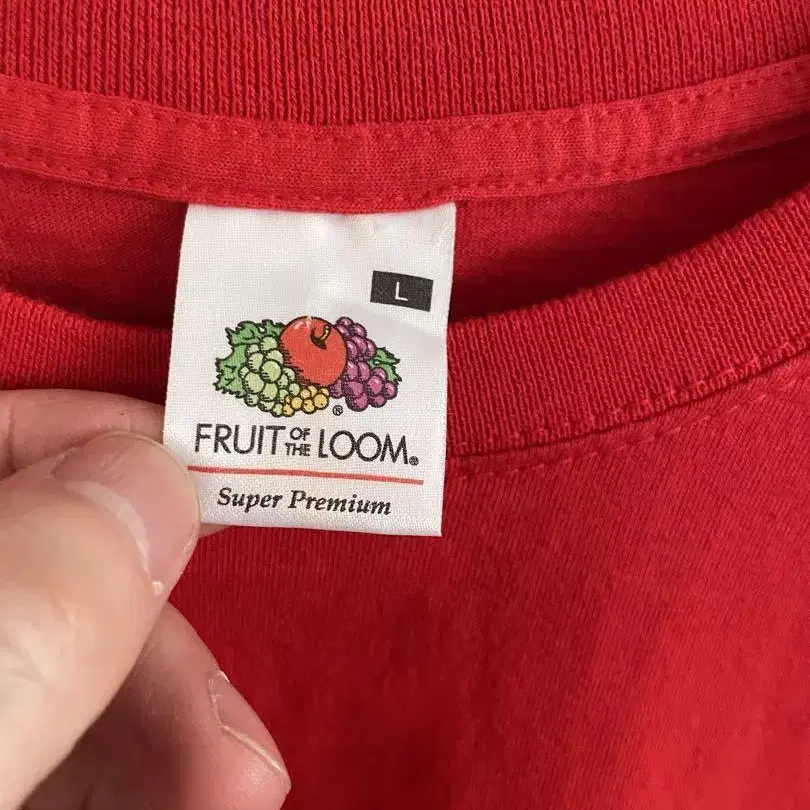 L
®
FRUIT OF THE LOOM®
Super Premium